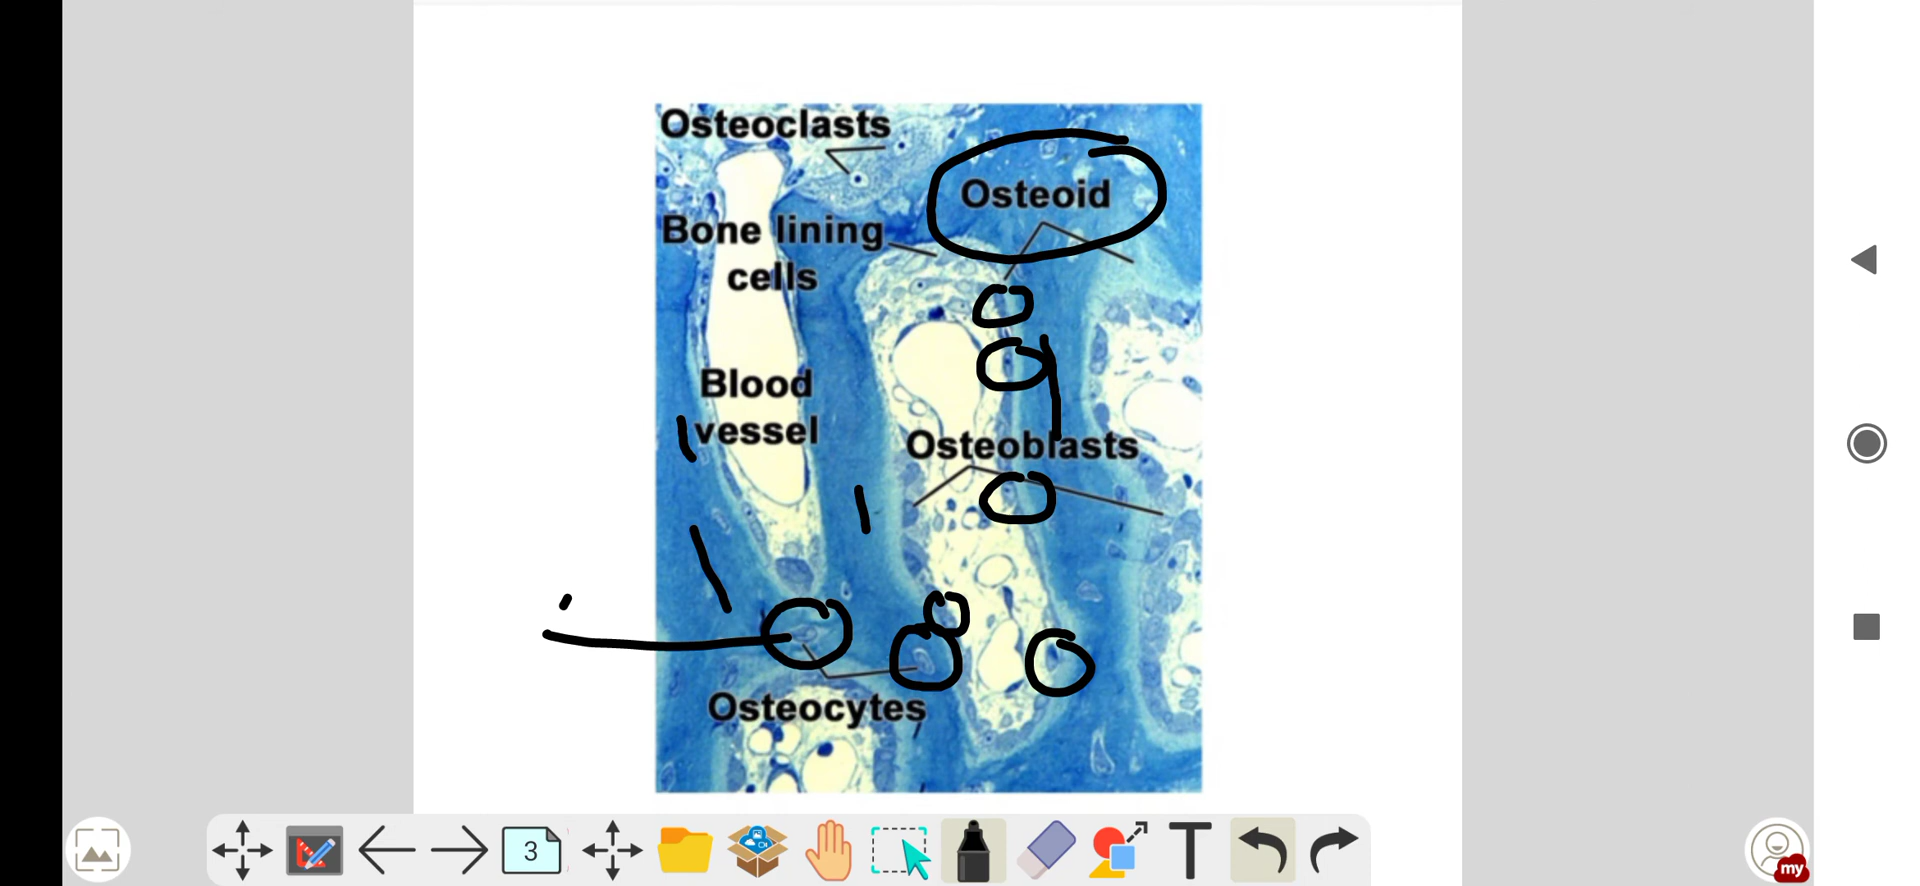 Osteoclasts
Osteoid
Bone lining
cells
Blood
vessel
Osteoblasts
Osteocytes
3
T
my